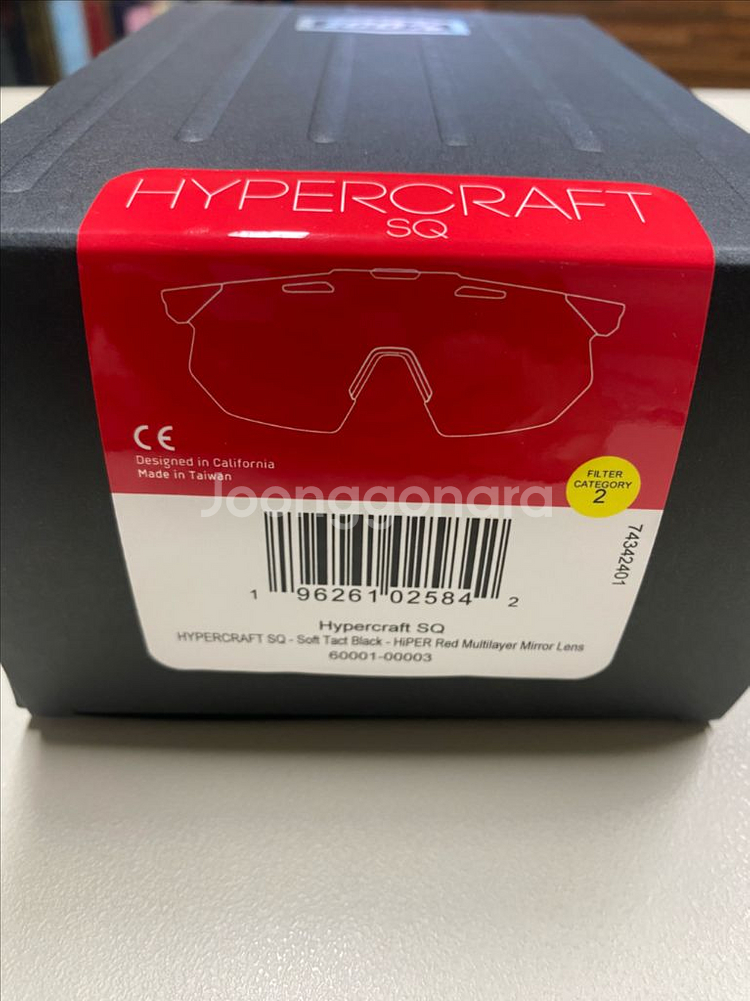 HYPERCRAFT
SQ
CE
Designed in California
Made in Taiwan
FILTER
CATEGORY
2
Joonggonara
74342401
1 96261 02584 2
Hypercraft SQ
HYPERCRAFT SQ - Soft Tact Black - HiPER Red Multilayer Mirror Lens
60001-00003